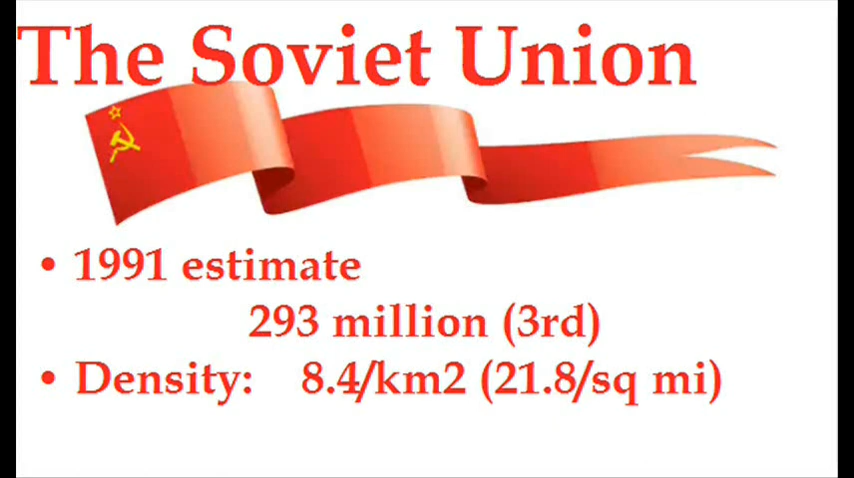 The Soviet Union
• 1991 estimate
293 million (3rd)
• Density: 8.4/km2 (21.8/sq mi)